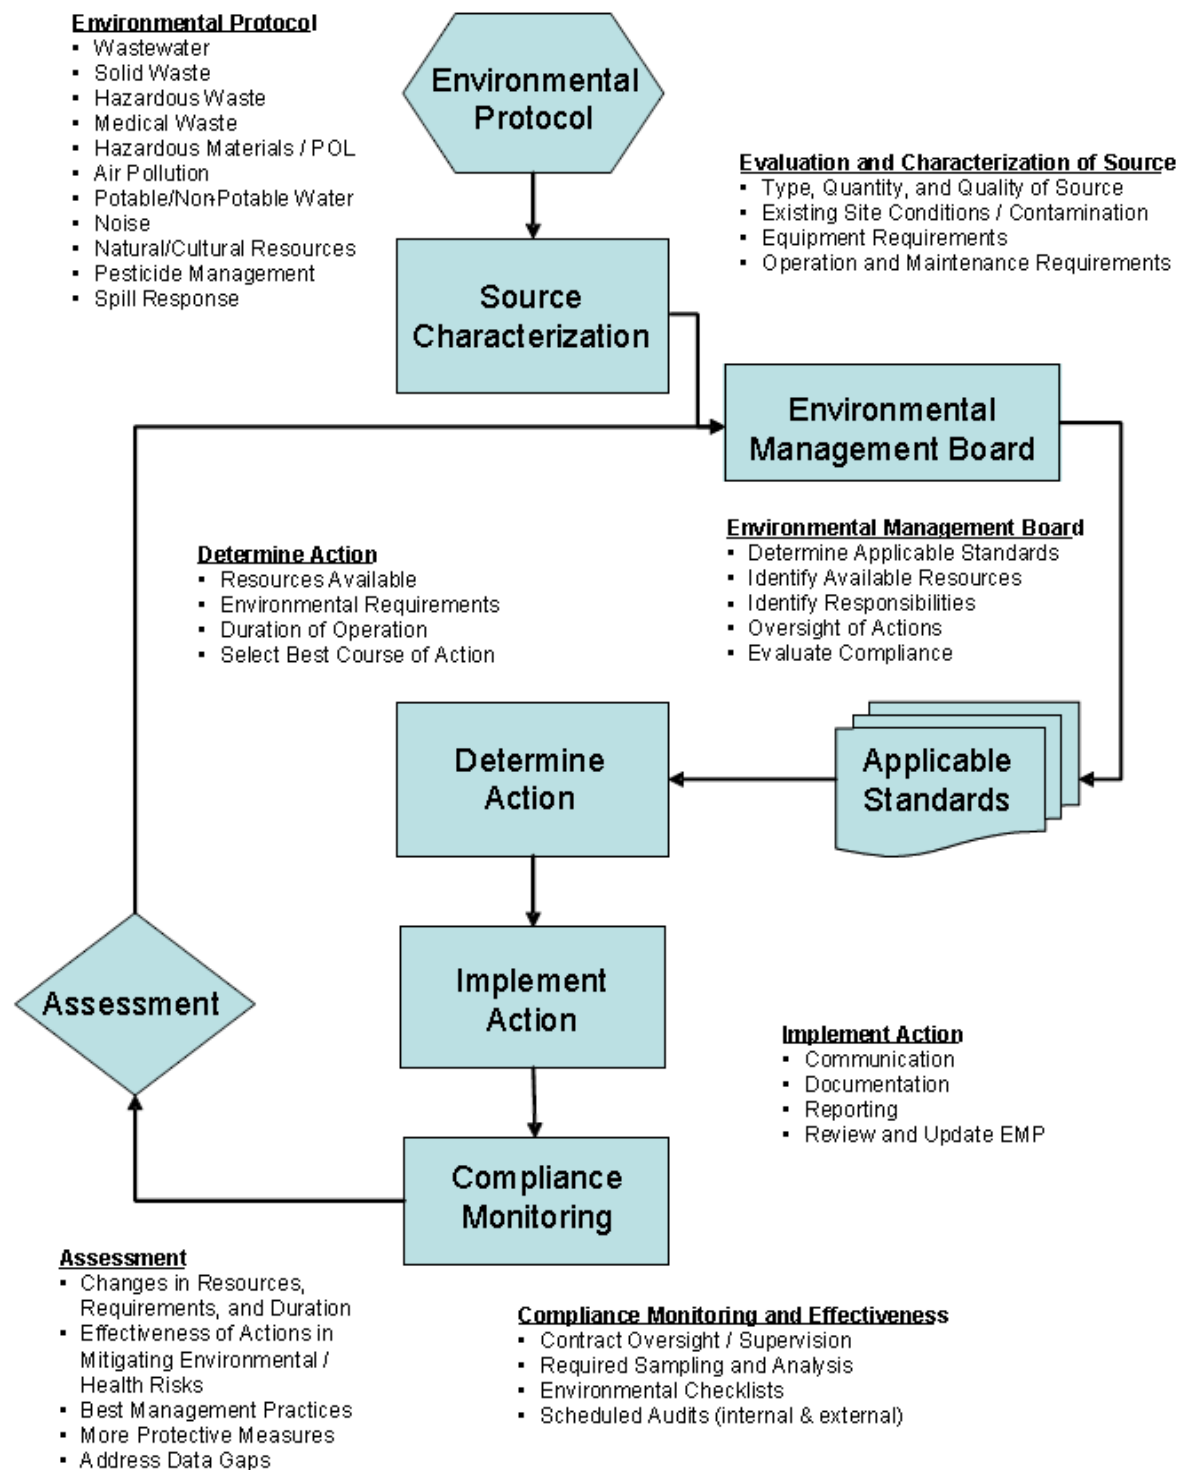 Environmental Protocol
▪ Wastewater
▪ Solid Waste
▪ Hazardous Waste
▪ Medical Waste
▪ Hazardous Materials / POL
▪ Air Pollution
▪ Potable/Non-Potable Water
▪ Noise
▪ Natural/Cultural Resources
▪ Pesticide Management
▪ Spill Response
Environmental
Protocol
Evaluation and Characterization of Source
▪ Type, Quantity, and Quality of Source
▪ Existing Site Conditions / Contamination
▪ Equipment Requirements
▪ Operation and Maintenance Requirements
Source
Characterization
Environmental
Management Board
Environmental Management Board
▪ Determine Applicable Standards
▪ Identify Available Resources
▪ Identify Responsibilities
▪ Oversight of Actions
▪ Evaluate Compliance
Determine Action
▪ Resources Available
▪ Environmental Requirements
▪ Duration of Operation
▪ Select Best Course of Action
Applicable
Standards
Determine
Action
Implement
Action
Assessment
Implement Action
▪ Communication
▪ Documentation
▪ Reporting
▪ Review and Update EMP
Compliance
Monitoring
Assessment
▪ Changes in Resources,
Requirements, and Duration
▪ Effectiveness of Actions in
Mitigating Environmental /
Health Risks
▪ Best Management Practices
▪ More Protective Measures
▪ Address Data Gaps
Compliance Monitoring and Effectiveness
▪ Contract Oversight / Supervision
▪ Required Sampling and Analysis
▪ Environmental Checklists
▪ Scheduled Audits (internal & external)